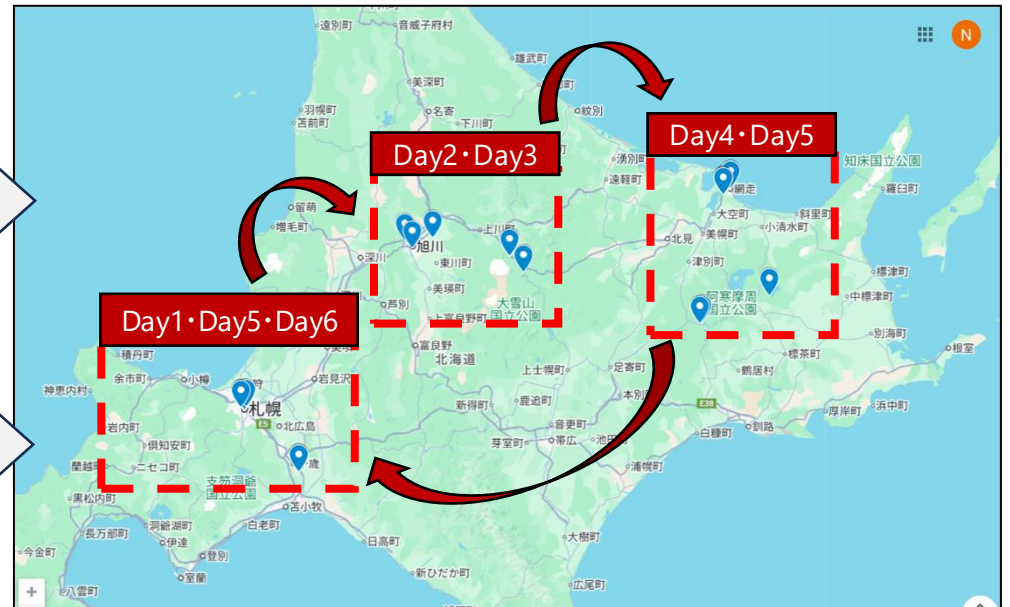 遠別町
音威子府村
雄武町
N
美深町
羽幌町
苫前町
名寄
下川町
紋別
Day2・Day3
Day4・Day5
湧別町
知床国立公園
遠軽町
網走
羅臼町
留萌
増毛町
上川町
大空町
斜里町
小清水町
旭川
北見
美幌町
深川
東川町
津別町
標津町
美瑛町
大雪山
国立公園
阿寒摩周
国立公園
中標津町
芦別
Day1・Day5・Day6
上富良野町
別海町
富良野
北海道
根室
積丹町
標茶町
余市町
小樽
岩見沢
上士幌町
足寄町
鶴居村
神恵内村
札幌
新得町
鹿追町
本別
E38
浜中町
厚岸町
岩内町
E5
北広島
音更町
白糠町
釧路
倶知安町
芽室町
帯広
池田
蘭越町
ニセコ町
支笏洞爺
国立公園
歳
浦幌町
黒松内町
苫小牧
洞爺湖町
白老町
長万部町
伊達
日高町
大樹町
今金町
登別
室蘭
新ひだか町
広尾町
八雲町
+